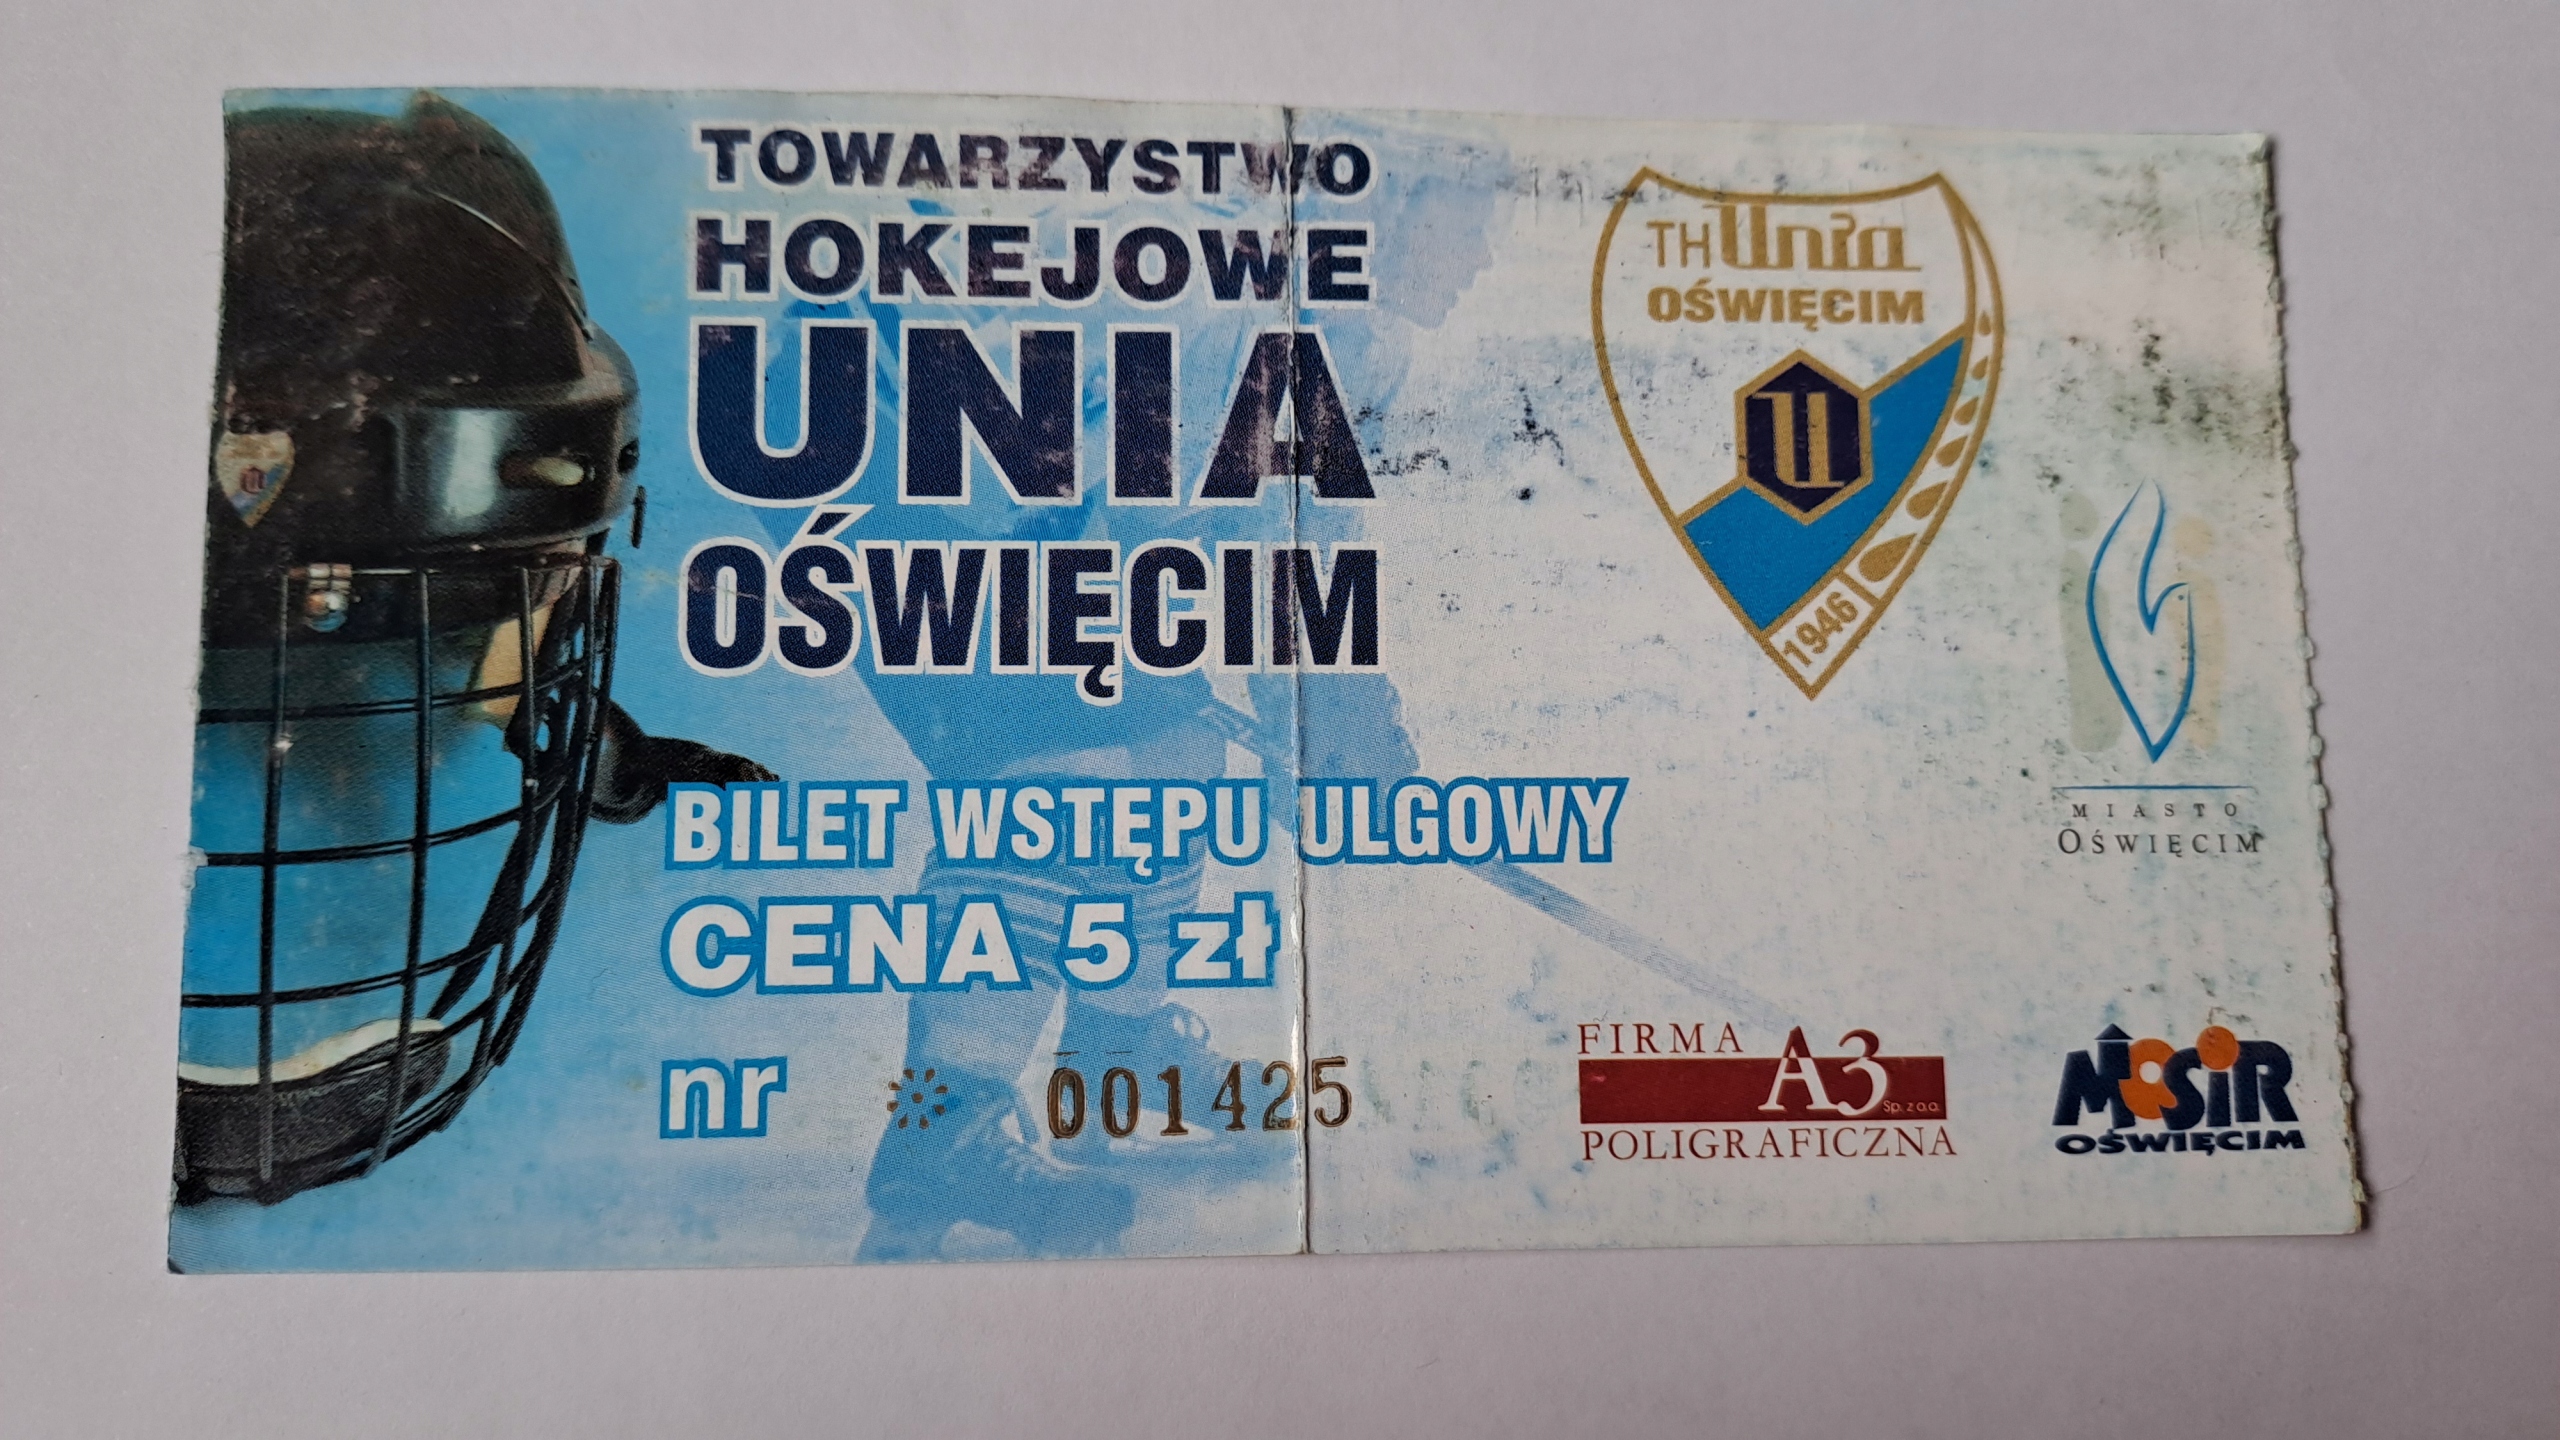 TOWARZYSTWO
HOKEJOWE
UNIA
OŚWIĘCIM
BILET WSTĘPU ULGOWY
CENA 5 zł
nr * 001425
TH Unia
OŚWIĘCIM
U
1946
MIASTO
OŚWIĘCIM
FIRMA
A3 Sp. z o.o.
POLIGRAFICZNA
MOSiR
OŚWIĘCIM